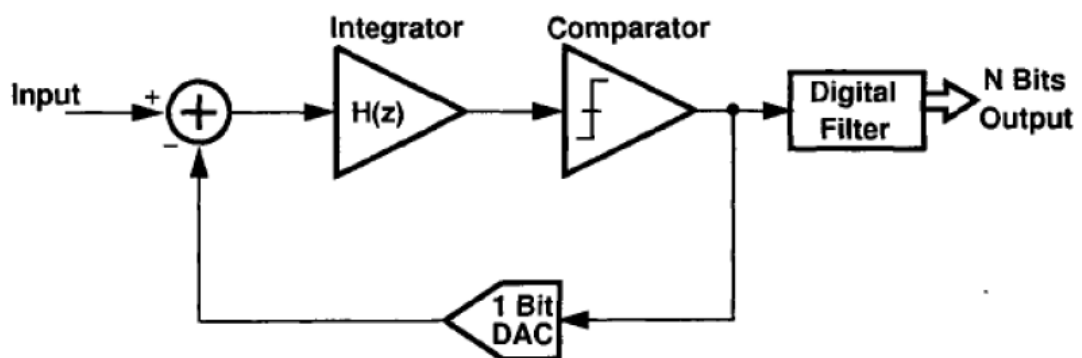 Integrator
Comparator
Input
+
−
H(z)
Digital
Filter
N Bits
Output
1 Bit
DAC